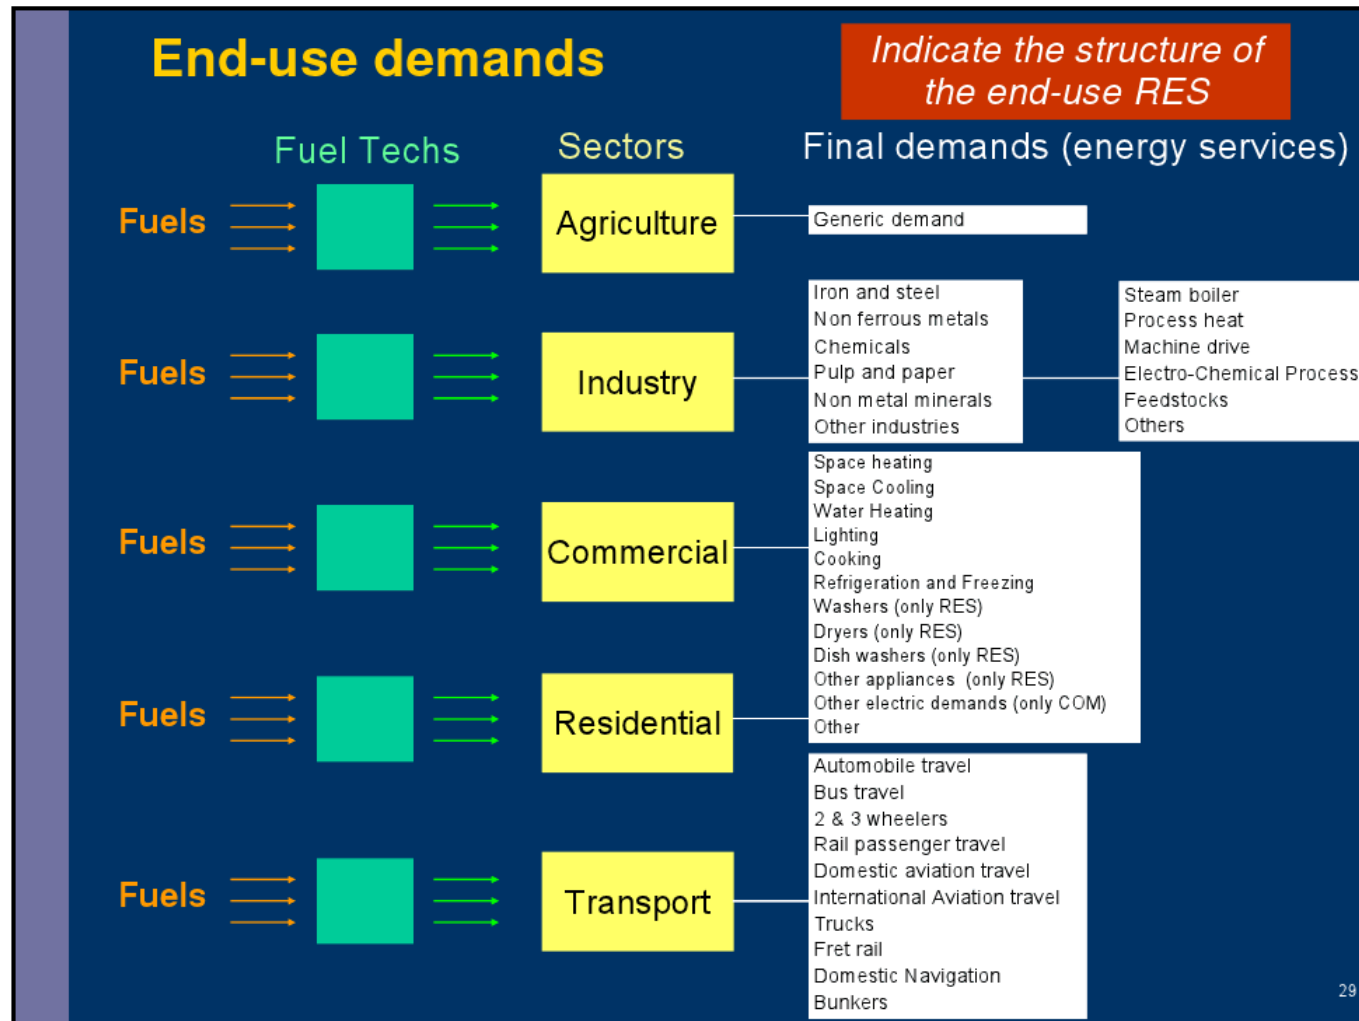 End-use demands
Indicate the structure of
the end-use RES
Fuel Techs
Sectors
Final demands (energy services)
Fuels
Agriculture
Generic demand
Fuels
Industry
Iron and steel
Non ferrous metals
Chemicals
Pulp and paper
Non metal minerals
Other industries
Steam boiler
Process heat
Machine drive
Electro-Chemical Process
Feedstocks
Others
Fuels
Commercial
Space heating
Space Cooling
Water Heating
Lighting
Cooking
Refrigeration and Freezing
Washers (only RES)
Dryers (only RES)
Dish washers (only RES)
Other appliances (only RES)
Other electric demands (only COM)
Other
Fuels
Residential
Fuels
Transport
Automobile travel
Bus travel
2 & 3 wheelers
Rail passenger travel
Domestic aviation travel
International Aviation travel
Trucks
Fret rail
Domestic Navigation
Bunkers
29